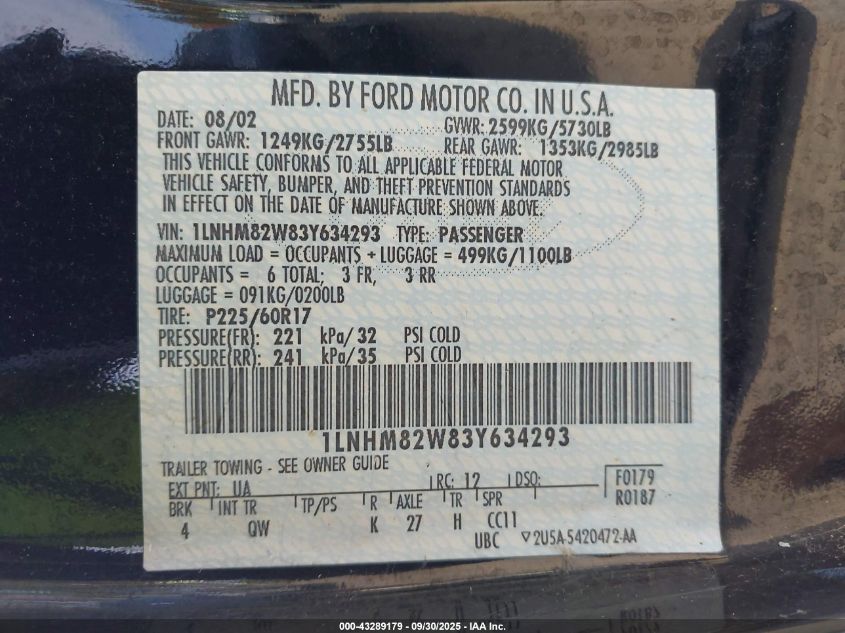 MFD. BY FORD MOTOR CO. IN U.S.A.
DATE: 08/02 GVWR: 2599KG/5730LB
FRONT GAWR: 1249KG/2755LB REAR GAWR: 1353KG/2985LB
THIS VEHICLE CONFORMS TO ALL APPLICABLE FEDERAL MOTOR
VEHICLE SAFETY, BUMPER, AND THEFT PREVENTION STANDARDS
IN EFFECT ON THE DATE OF MANUFACTURE SHOWN ABOVE.
VIN: 1LNHM82W83Y634293 TYPE: PASSENGER
MAXIMUM LOAD = OCCUPANTS + LUGGAGE = 499KG/1100LB
OCCUPANTS = 6 TOTAL; 3 FR, 3 RR
LUGGAGE = 091KG/0200LB
TIRE: P225/60R17
PRESSURE(FR): 221 kPa/32 PSI COLD
PRESSURE(RR): 241 kPa/35 PSI COLD
1LNHM82W83Y634293
TRAILER TOWING - SEE OWNER GUIDE
EXT PNT: UA RC: 12 DSO: F0179
BRK INT TR TP/PS R AXLE TR SPR R0187
4 QW K 27 H CC11
UBC ▽2U5A-5420472-AA
000-43289179 - 09/30/2025 - IAA Inc.